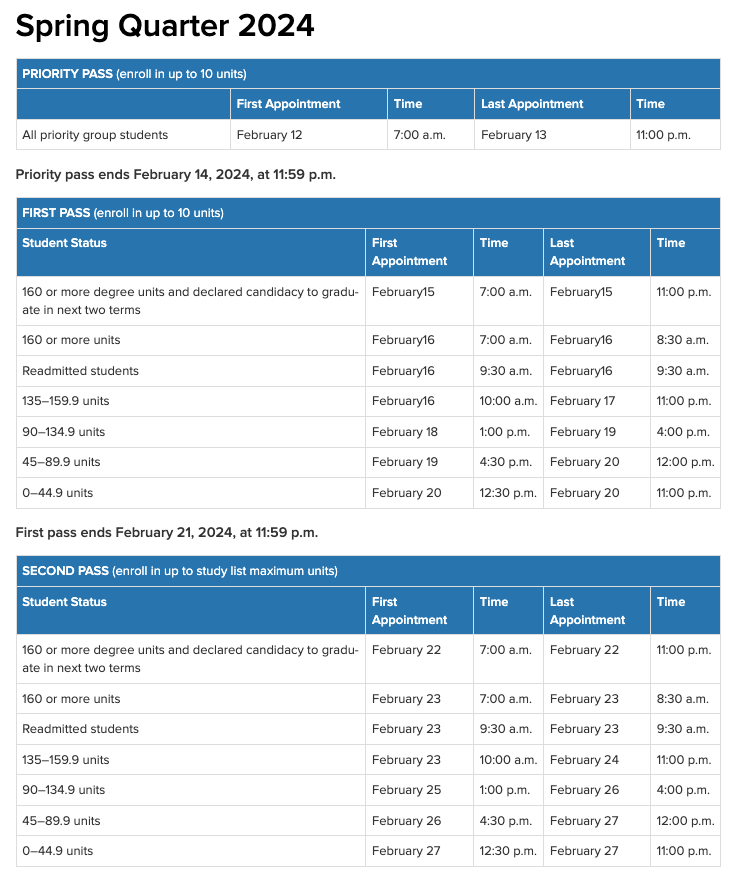 Spring Quarter 2024
PRIORITY PASS (enroll in up to 10 units)
First Appointment Time Last Appointment Time
All priority group students February 12 7:00 a.m. February 13 11:00 p.m.
Priority pass ends February 14, 2024, at 11:59 p.m.
FIRST PASS (enroll in up to 10 units)
Student Status First Time Last Time
Appointment Appointment
160 or more degree units and declared candidacy to gradu- February15 7:00 a.m. February15 11:00 p.m.
ate in next two terms
160 or more units February16 7:00 a.m. February16 8:30 a.m.
Readmitted students February16 9:30 a.m. February16 9:30 a.m.
135–159.9 units February16 10:00 a.m. February 17 11:00 p.m.
90–134.9 units February 18 1:00 p.m. February 19 4:00 p.m.
45–89.9 units February 19 4:30 p.m. February 20 12:00 p.m.
0–44.9 units February 20 12:30 p.m. February 20 11:00 p.m.
First pass ends February 21, 2024, at 11:59 p.m.
SECOND PASS (enroll in up to study list maximum units)
Student Status First Time Last Time
Appointment Appointment
160 or more degree units and declared candidacy to gradu- February 22 7:00 a.m. February 22 11:00 p.m.
ate in next two terms
160 or more units February 23 7:00 a.m. February 23 8:30 a.m.
Readmitted students February 23 9:30 a.m. February 23 9:30 a.m.
135–159.9 units February 23 10:00 a.m. February 24 11:00 p.m.
90–134.9 units February 25 1:00 p.m. February 26 4:00 p.m.
45–89.9 units February 26 4:30 p.m. February 27 12:00 p.m.
0–44.9 units February 27 12:30 p.m. February 27 11:00 p.m.